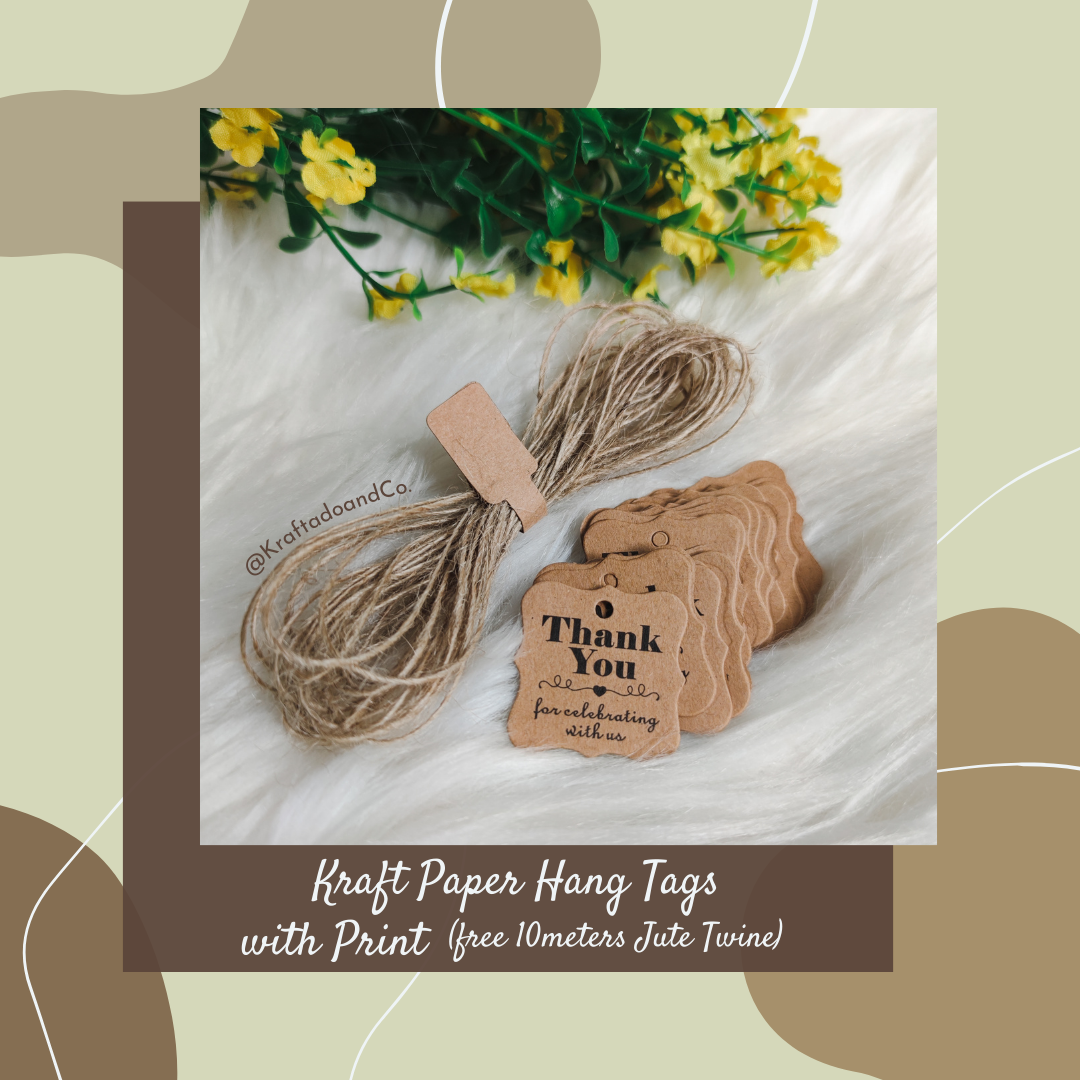 @KraftadoandCo.
Thank
You
for celebrating
with us
Kraft Paper Hang Tags
with Print (free 10meters Jute Twine)